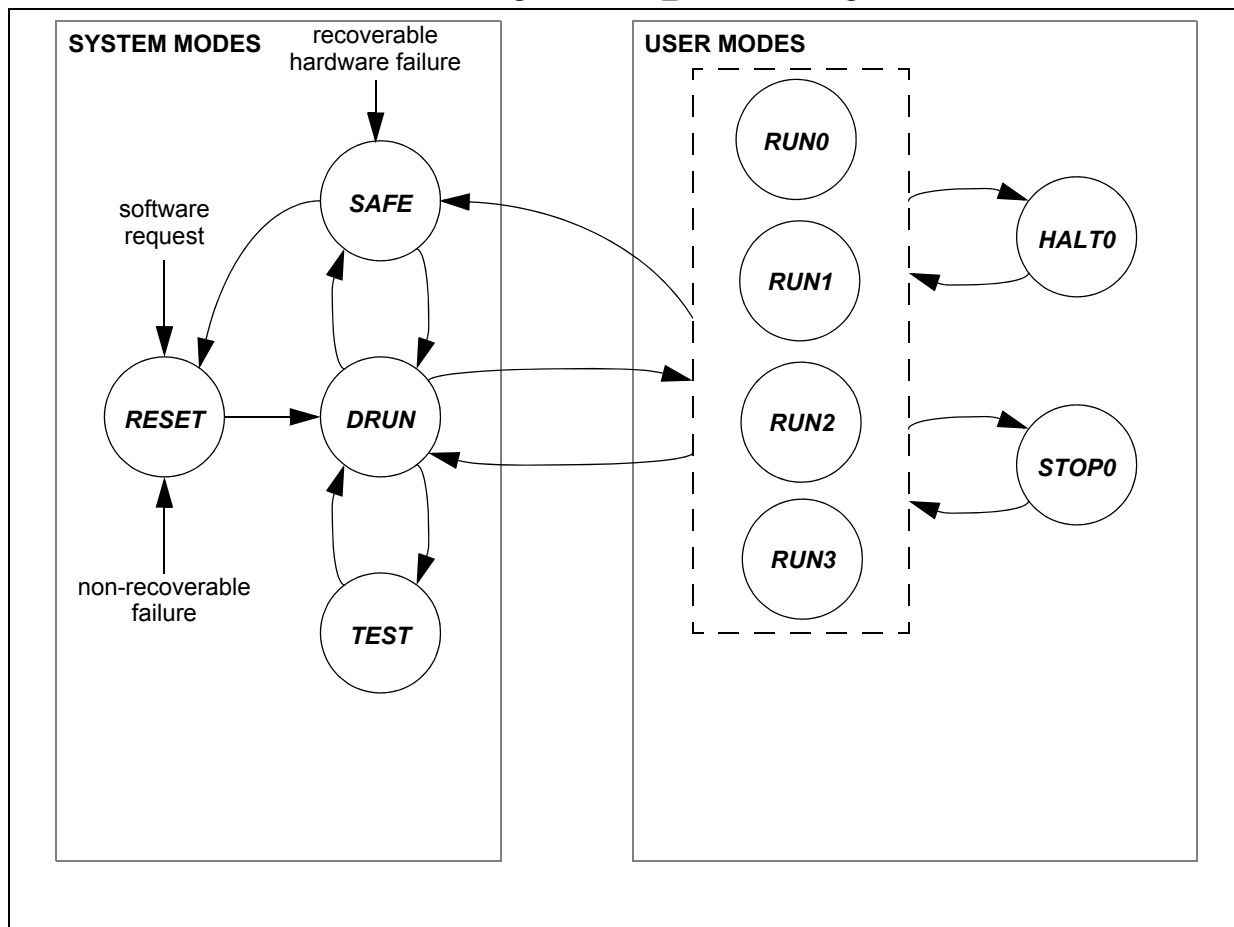 SYSTEM MODES
recoverable
hardware failure
SAFE
software
request
RESET
DRUN
non-recoverable
failure
TEST
USER MODES
RUN0
RUN1
RUN2
RUN3
HALT0
STOP0